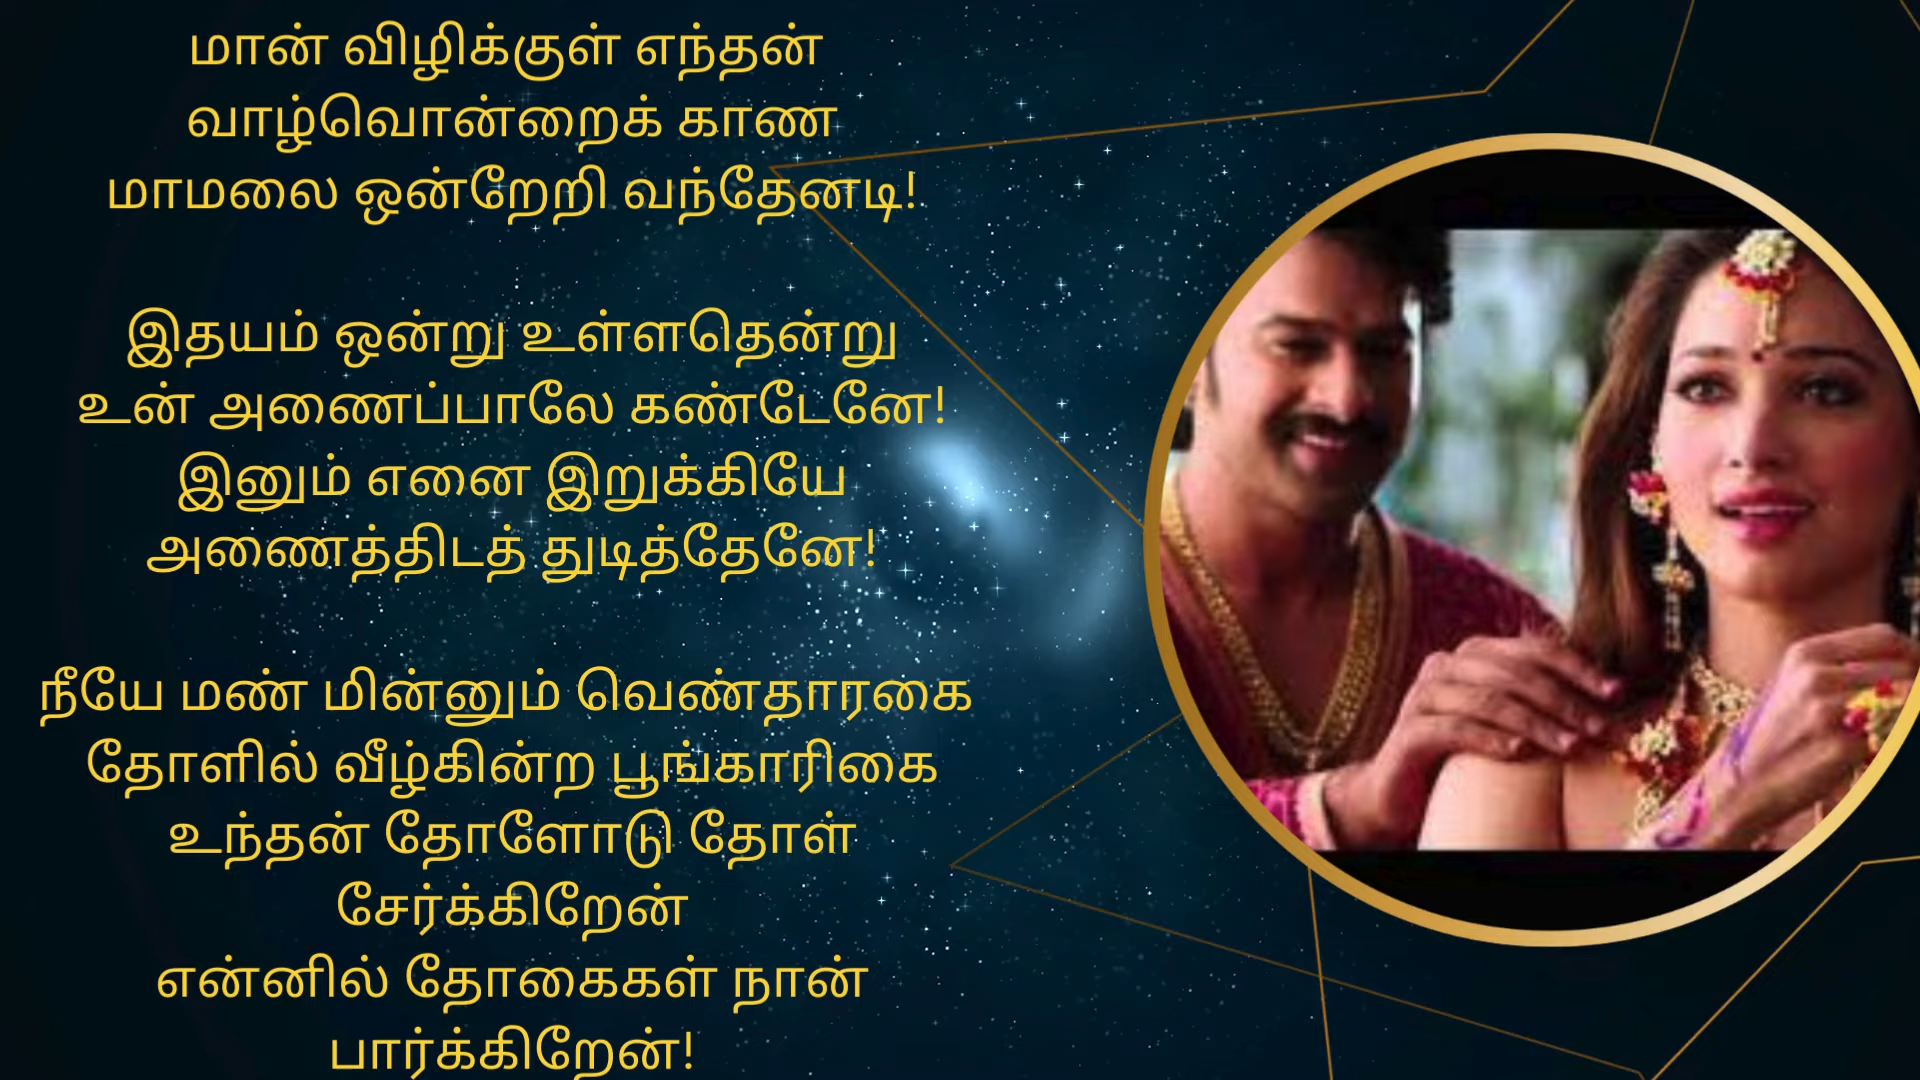 மான் விழிக்குள் எந்தன்
வாழ்வொன்றைக் காண
மாமலை ஒன்றேறி வந்தேனடி!
இதயம் ஒன்று உள்ளதென்று
உன் அணைப்பாலே கண்டேனே!
இனும் எனை இறுக்கியே
அணைத்திடத் துடித்தேனே!
நீயே மண் மின்னும் வெண்தாரகை
தோளில் வீழ்கின்ற பூங்காரிகை
உந்தன் தோளோடு தோள்
சேர்க்கிறேன்
என்னில் தோகைகள் நான்
பார்க்கிறேன்!